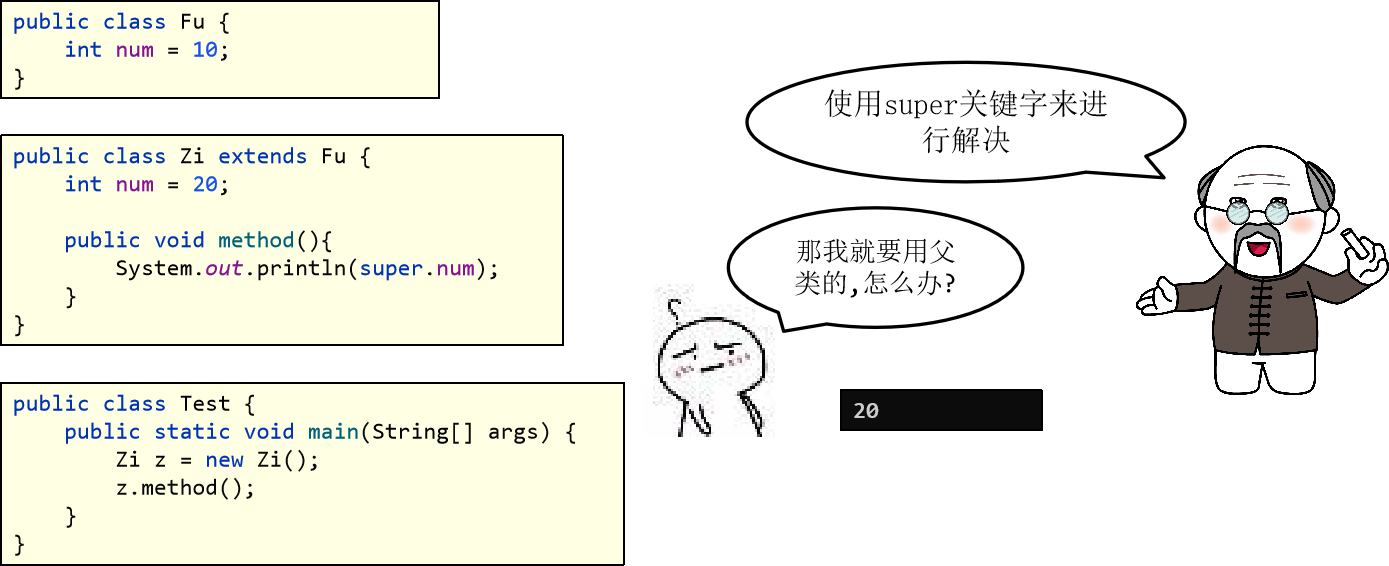 public class Fu {
    int num = 10;
}
public class Zi extends Fu {
    int num = 20;
    public void method(){
        System.out.println(super.num);
    }
}
public class Test {
    public static void main(String[] args) {
        Zi z = new Zi();
        z.method();
    }
}
使用super关键字来进
行解决
那我就要用父
类的,怎么办?
20